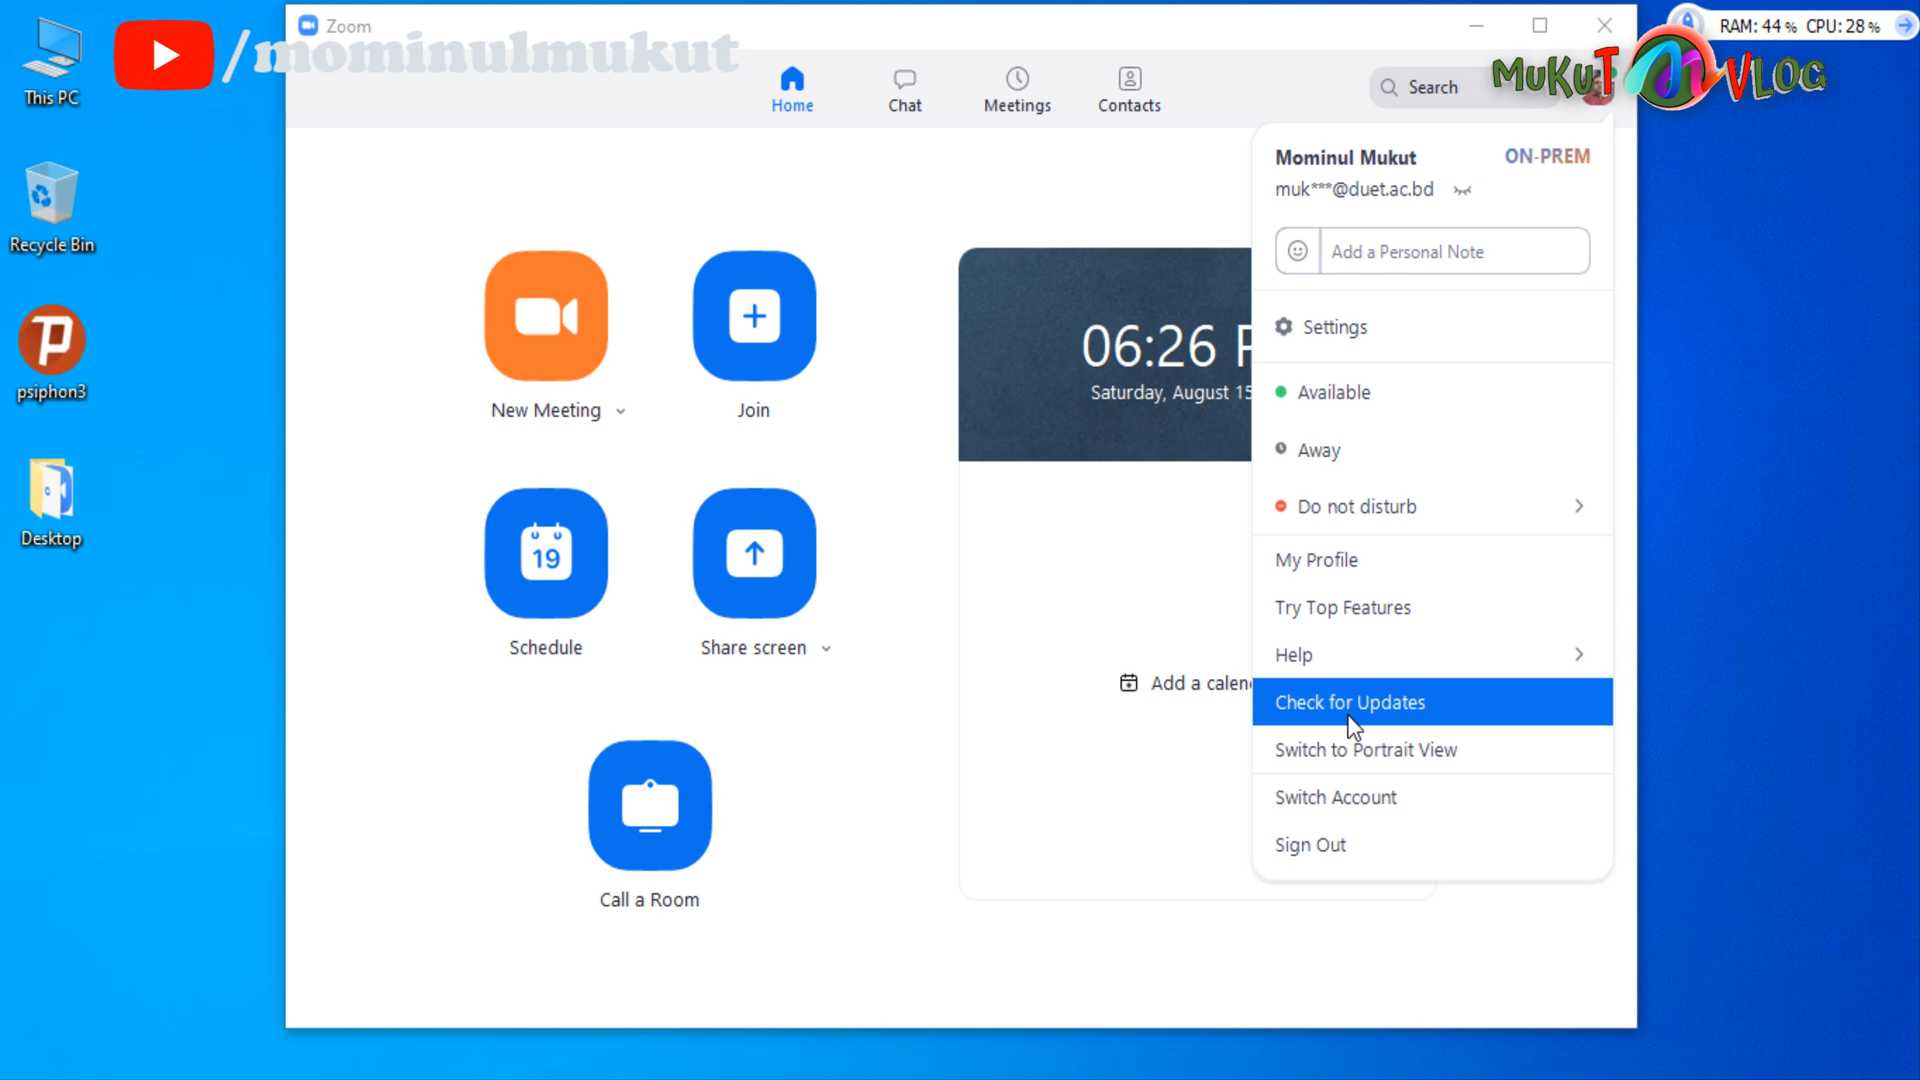 Zoom
/mominulmukut
RAM: 44 % CPU: 28 %
MuKuT VLOG
This PC
Home
Chat
Meetings
Contacts
Search
Mominul Mukut
ON-PREM
muk***@duet.ac.bd
Add a Personal Note
Recycle Bin
Settings
06:26 P
Saturday, August 15
Available
psiphon3
P
New Meeting
Join
Away
Do not disturb
Desktop
19
My Profile
Try Top Features
Schedule
Share screen
Help
Add a calen
Check for Updates
Switch to Portrait View
Switch Account
Sign Out
Call a Room